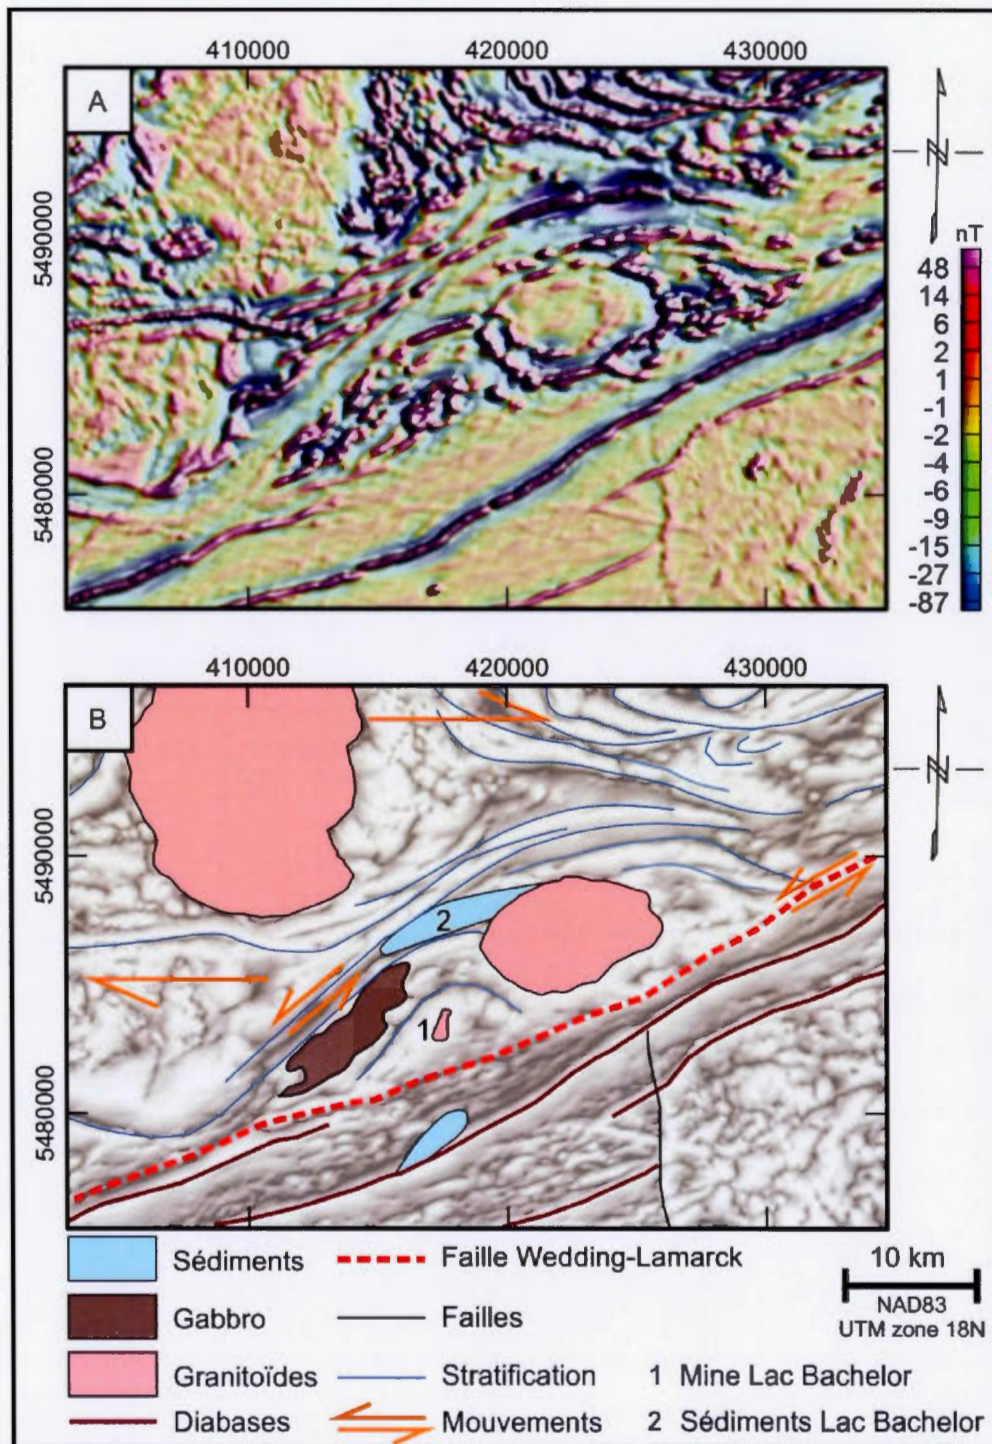 410000 420000 430000
A
N
5490000
5480000
nT
48
14
6
2
1
-1
-2
-4
-6
-9
-15
-27
-87
410000 420000 430000
B
N
5490000
5480000
2
1
Sédiments
Gabbro
Granitoïdes
Diabases
Faille Wedding-Lamarck
Failles
Stratification
Mouvements
10 km
NAD83
UTM zone 18N
1 Mine Lac Bachelor
2 Sédiments Lac Bachelor